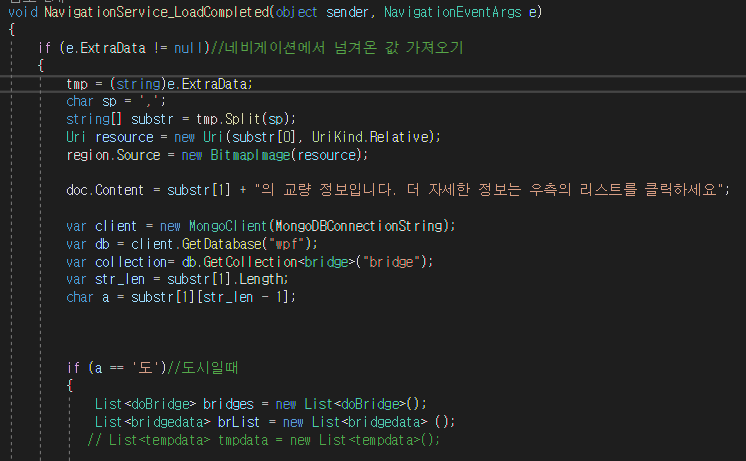 void NavigationService_LoadCompleted(object sender, NavigationEventArgs e)
{
if (e.ExtraData != null)//네비게이션에서 넘겨온 값 가져오기
{
tmp = (string)e.ExtraData;
char sp = ',';
string[] substr = tmp.Split(sp);
Uri resource = new Uri(substr[0], UriKind.Relative);
region.Source = new BitmapImage(resource);
doc.Content = substr[1] + "의 교량 정보입니다. 더 자세한 정보는 우측의 리스트를 클릭하세요";
var client = new MongoClient(MongoDBConnectionString);
var db = client.GetDatabase("wpf");
var collection= db.GetCollection<bridge>("bridge");
var str_len = substr[1].Length;
char a = substr[1][str_len - 1];
if (a == '도')//도시일때
{
List<doBridge> bridges = new List<doBridge>();
List<bridgedata> brList = new List<bridgedata> ();
// List<tempdata> tmpdata = new List<tempdata>();